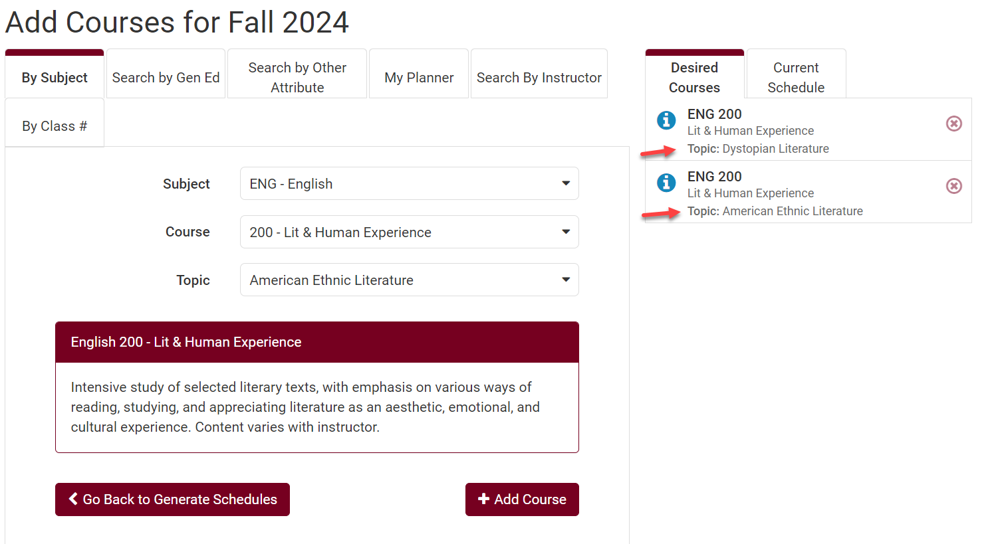 Add Courses for Fall 2024
By Subject
Search by Gen Ed
Search by Other
Attribute
My Planner
Search By Instructor
By Class #
Subject
ENG - English
Course
200 - Lit & Human Experience
Topic
American Ethnic Literature
English 200 - Lit & Human Experience
Intensive study of selected literary texts, with emphasis on various ways of
reading, studying, and appreciating literature as an aesthetic, emotional, and
cultural experience. Content varies with instructor.
Go Back to Generate Schedules
Add Course
Desired
Courses
Current
Schedule
ENG 200
Lit & Human Experience
Topic: Dystopian Literature
ENG 200
Lit & Human Experience
Topic: American Ethnic Literature